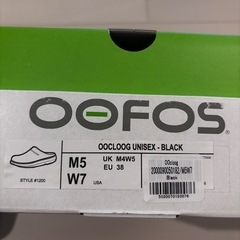 OOFOS
OOCLOOG UNISEX - BLACK
M5
W7
UK M4W5
EU 38
USA
STYLE #1200
OOcloog
Black